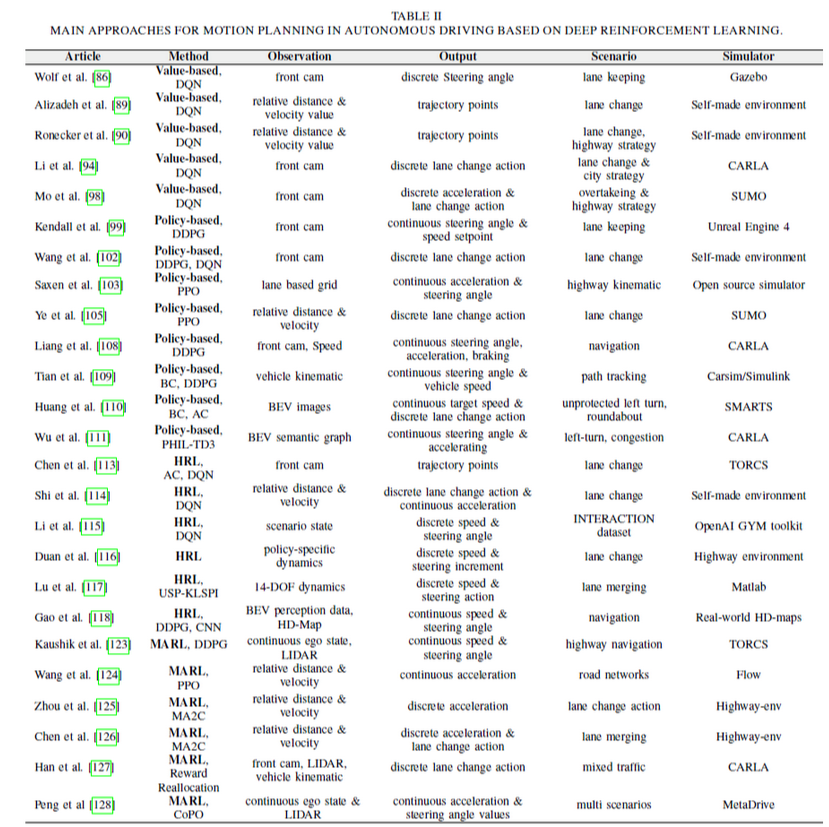 TABLE II
MAIN APPROACHES FOR MOTION PLANNING IN AUTONOMOUS DRIVING BASED ON DEEP REINFORCEMENT LEARNING.
Article Method Observation Output Scenario Simulator
Wolf et al. [86] Value-based, DQN front cam discrete Steering angle lane keeping Gazebo
Alizadeh et al. [89] Value-based, DQN relative distance & velocity value trajectory points lane change Self-made environment
Ronecker et al. [90] Value-based, DQN relative distance & velocity value trajectory points lane change, highway strategy Self-made environment
Li et al. [94] Value-based, DQN front cam discrete lane change action lane change & city strategy CARLA
Mo et al. [98] Value-based, DQN front cam discrete acceleration & lane change action overtakeing & highway strategy SUMO
Kendall et al. [99] Policy-based, DDPG front cam continuous steering angle & speed setpoint lane keeping Unreal Engine 4
Wang et al. [102] Policy-based, DDPG, DQN front cam discrete lane change action lane change Self-made environment
Saxen et al. [103] Policy-based, PPO lane based grid continuous acceleration & steering angle highway kinematic Open source simulator
Ye et al. [105] Policy-based, PPO relative distance & velocity discrete lane change action lane change SUMO
Liang et al. [108] Policy-based, DDPG front cam, Speed continuous steering angle, acceleration, braking navigation CARLA
Tian et al. [109] Policy-based, BC, DDPG vehicle kinematic continuous steering angle & vehicle speed path tracking Carsim/Simulink
Huang et al. [110] Policy-based, BC, AC BEV images continuous target speed & discrete lane change action unprotected left turn, roundabout SMARTS
Wu et al. [111] Policy-based, PHIL-TD3 BEV semantic graph continuous steering angle & accelerating left-turn, congestion CARLA
Chen et al. [113] HRL, AC, DQN front cam trajectory points lane change TORCS
Shi et al. [114] HRL, DQN relative distance & velocity discrete lane change action & continuous acceleration lane change Self-made environment
Li et al. [115] HRL, DQN scenario state discrete speed & steering angle INTERACTION dataset OpenAI GYM toolkit
Duan et al. [116] HRL policy-specific dynamics discrete speed & steering increment lane change Highway environment
Lu et al. [117] HRL, USP-KLSPI 14-DOF dynamics discrete speed & steering action lane merging Matlab
Gao et al. [118] HRL, DDPG, CNN BEV perception data, HD-Map continuous speed & steering angle navigation Real-world HD-maps
Kaushik et al. [123] MARL, DDPG continuous ego state, LIDAR continuous speed & steering angle highway navigation TORCS
Wang et al. [124] MARL, PPO relative distance & velocity continuous acceleration road networks Flow
Zhou et al. [125] MARL, MA2C relative distance & velocity discrete acceleration lane change action Highway-env
Chen et al. [126] MARL, MA2C relative distance & velocity discrete acceleration & lane change action lane merging Highway-env
Han et al. [127] MARL, Reward Reallocation front cam, LIDAR, vehicle kinematic discrete lane change action mixed traffic CARLA
Peng et al [128] MARL, CoPO continuous ego state & LIDAR continuous acceleration & steering angle values multi scenarios MetaDrive